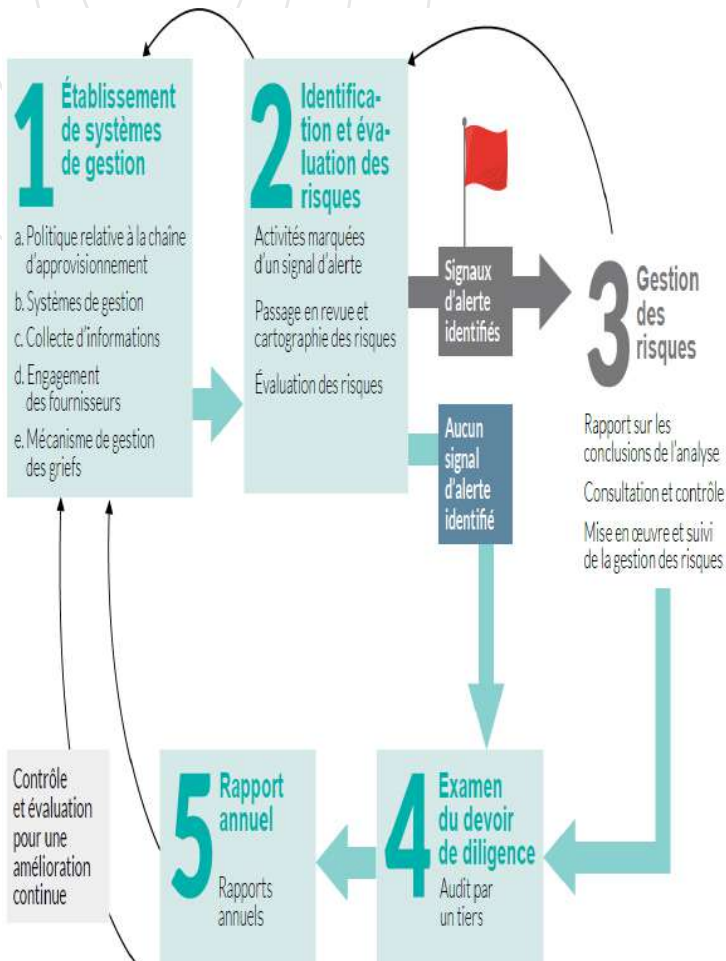 1
Établissement
de systèmes
de gestion
a. Politique relative à la chaîne
d'approvisionnement
b. Systèmes de gestion
c. Collecte d'informations
d. Engagement
des fournisseurs
e. Mécanisme de gestion
des griefs
2
Identifica-
tion et éva-
luation des
risques
Activités marquées
d'un signal d'alerte
Passage en revue et
cartographie des risques
Évaluation des risques
Signaux
d'alerte
identifiés
Aucun
signal
d'alerte
identifié
3
Gestion
des
risques
Rapport sur les
conclusions de l'analyse
Consultation et contrôle
Mise en œuvre et suivi
de la gestion des risques
4
Examen
du devoir
de diligence
Audit par
un tiers
5
Rapport
annuel
Rapports
annuels
Contrôle
et évaluation
pour une
amélioration
continue